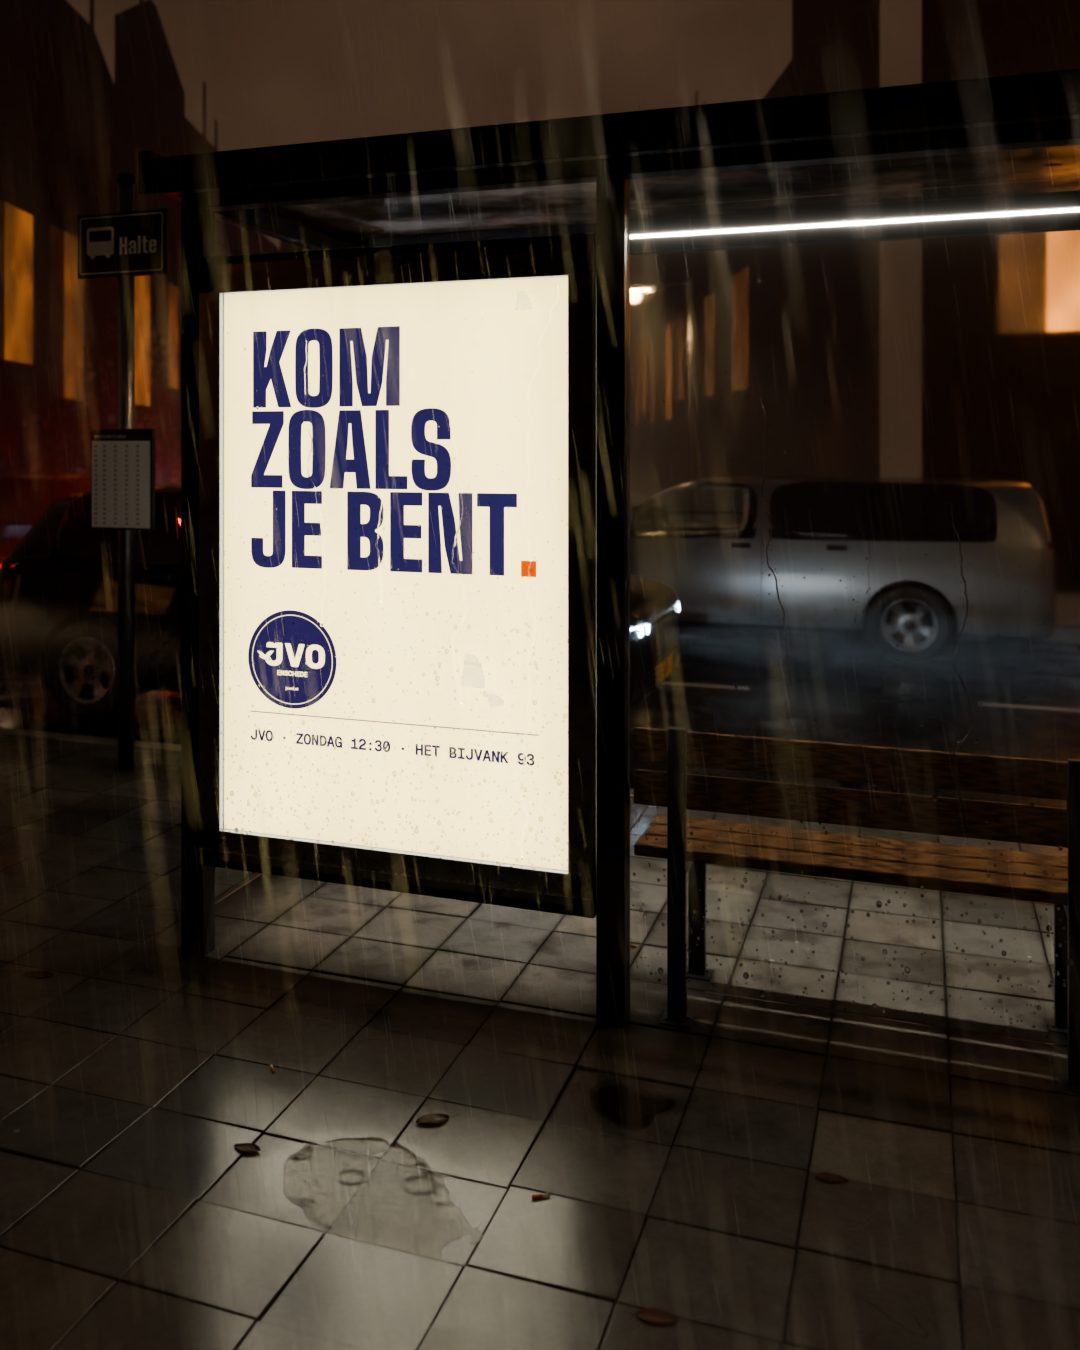 Halte
KOM
ZOALS
JE BENT.
JVO
ENSCHEDE
JVO · ZONDAG 12:30 · HET BIJVANK 93